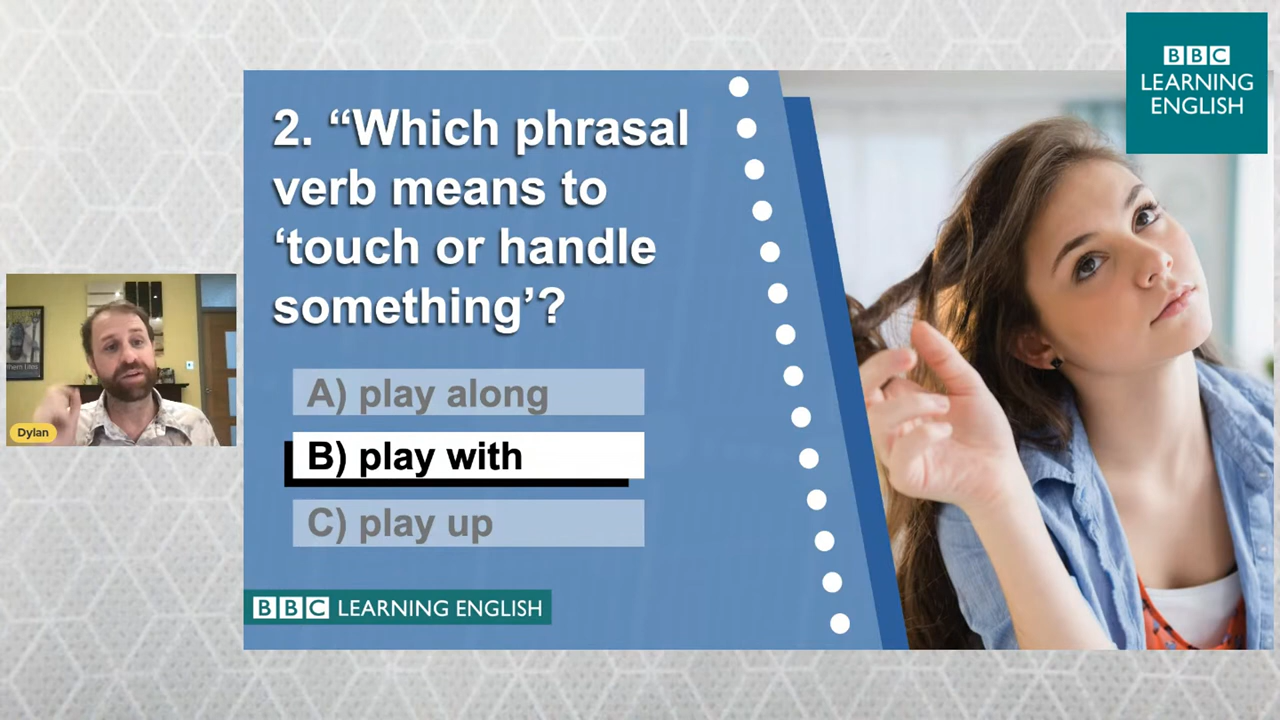 BBC
LEARNING
ENGLISH
2. “Which phrasal
verb means to
‘touch or handle
something’?
A) play along
B) play with
C) play up
Dylan
BBC LEARNING ENGLISH